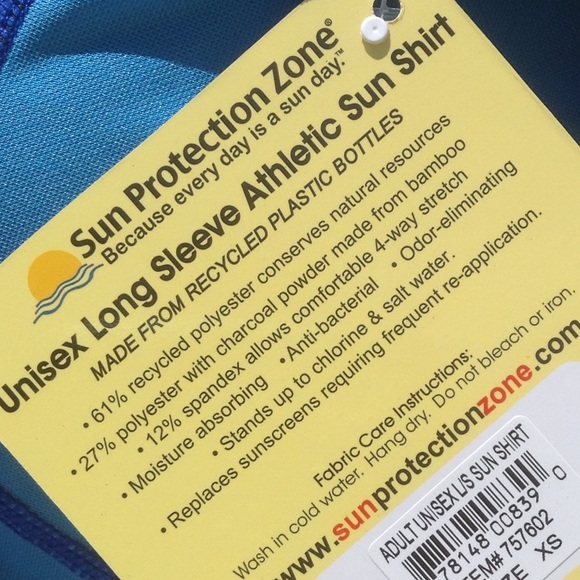 Sun Protection Zone®
Because every day is a sun day.™
Unisex Long Sleeve Athletic Sun Shirt
MADE FROM RECYCLED PLASTIC BOTTLES
• 61% recycled polyester conserves natural resources
• 27% polyester with charcoal powder made from bamboo
• 12% spandex allows comfortable 4-way stretch
• Moisture absorbing • Anti-bacterial • Odor-eliminating
• Stands up to chlorine & salt water.
• Replaces sunscreens requiring frequent re-application.
Fabric Care Instructions:
Wash in cold water. Hang dry. Do not bleach or iron.
www.sunprotectionzone.com
ADULT UNISEX L/S SUN SHIRT
78148 00839 0
ITEM# 757602
XS